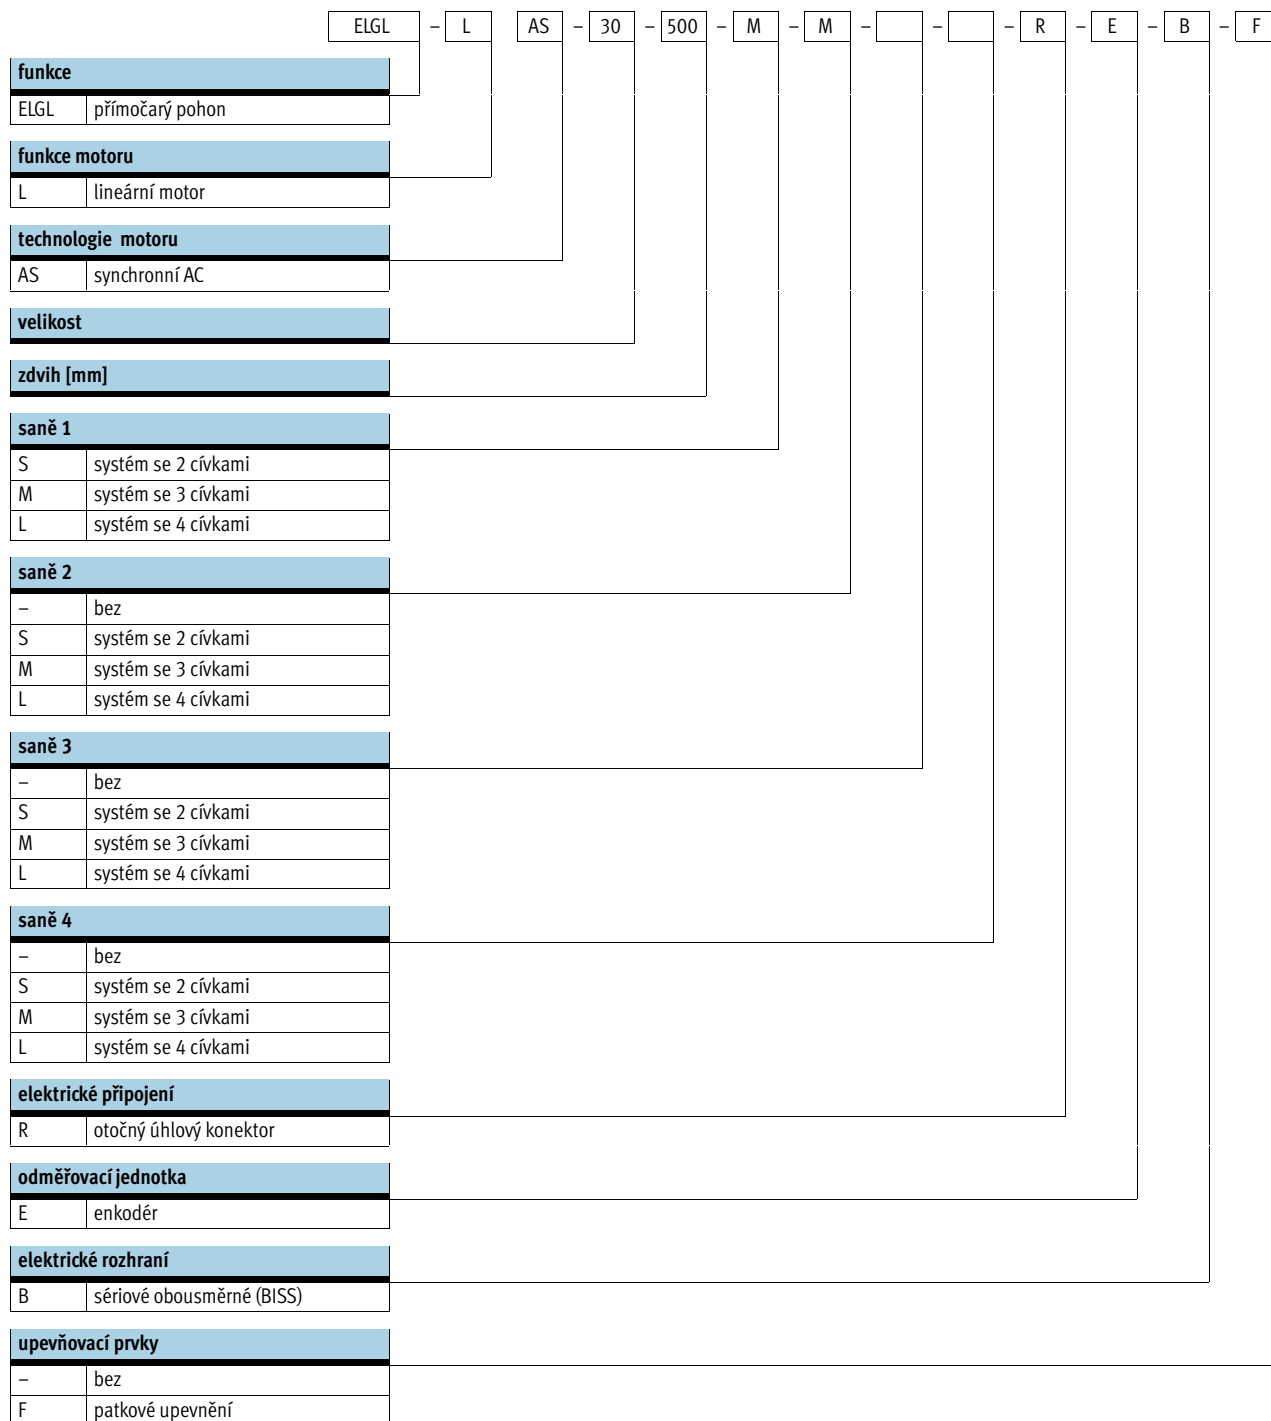 ELGL – L AS – 30 – 500 – M – M – – – R – E – B – F
funkce
ELGL přímočarý pohon
funkce motoru
L lineární motor
technologie motoru
AS synchronní AC
velikost
zdvih [mm]
saně 1
S systém se 2 cívkami
M systém se 3 cívkami
L systém se 4 cívkami
saně 2
– bez
S systém se 2 cívkami
M systém se 3 cívkami
L systém se 4 cívkami
saně 3
– bez
S systém se 2 cívkami
M systém se 3 cívkami
L systém se 4 cívkami
saně 4
– bez
S systém se 2 cívkami
M systém se 3 cívkami
L systém se 4 cívkami
elektrické připojení
R otočný úhlový konektor
odměřovací jednotka
E enkodér
elektrické rozhraní
B sériové obousměrné (BISS)
upevňovací prvky
– bez
F patkové upevnění